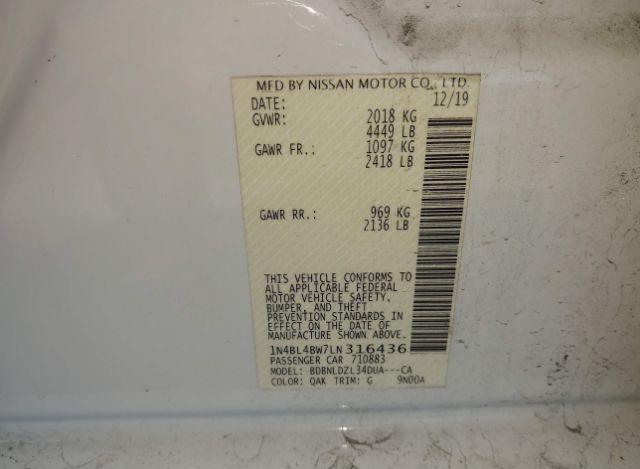 MFD BY NISSAN MOTOR CO., LTD.
DATE: 12/19
GVWR: 2018 KG
4449 LB
GAWR FR.: 1097 KG
2418 LB
GAWR RR.: 969 KG
2136 LB
THIS VEHICLE CONFORMS TO
ALL APPLICABLE FEDERAL
MOTOR VEHICLE SAFETY,
BUMPER, AND THEFT
PREVENTION STANDARDS IN
EFFECT ON THE DATE OF
MANUFACTURE SHOWN ABOVE.
1N4BL4BW7LN316436
PASSENGER CAR 710883
MODEL: BDBNLDZL34DUA---CA
COLOR: QAK TRIM: G 9N00A